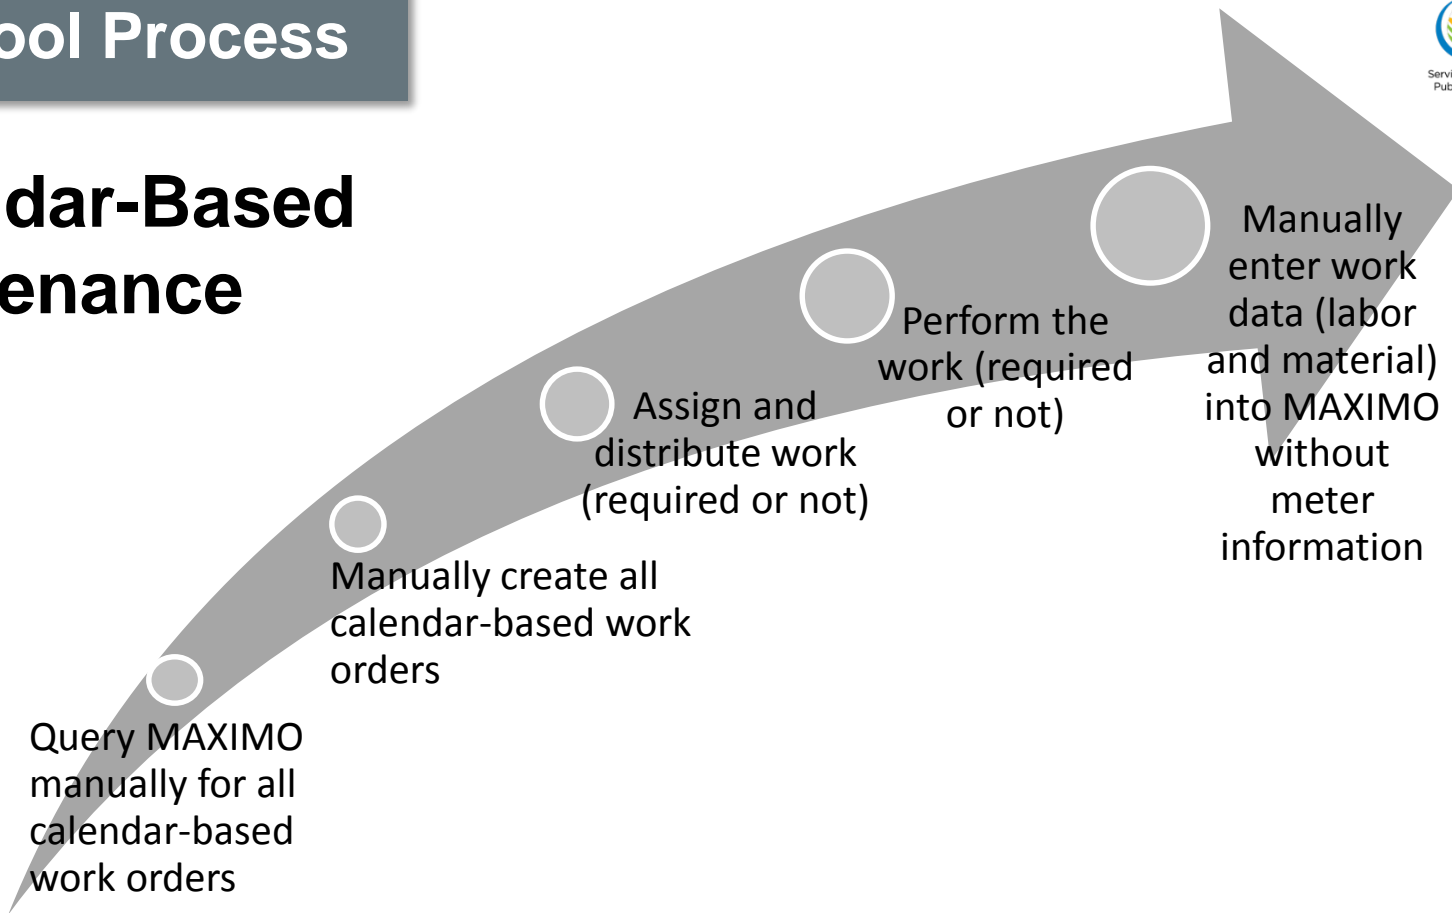 ool Process
dar-Based
enance
Query MAXIMO
manually for all
calendar-based
work orders
Manually create all
calendar-based work
orders
Assign and
distribute work
(required or not)
Perform the
work (required
or not)
Manually
enter work
data (labor
and material)
into MAXIMO
without
meter
information
Servi
Pub